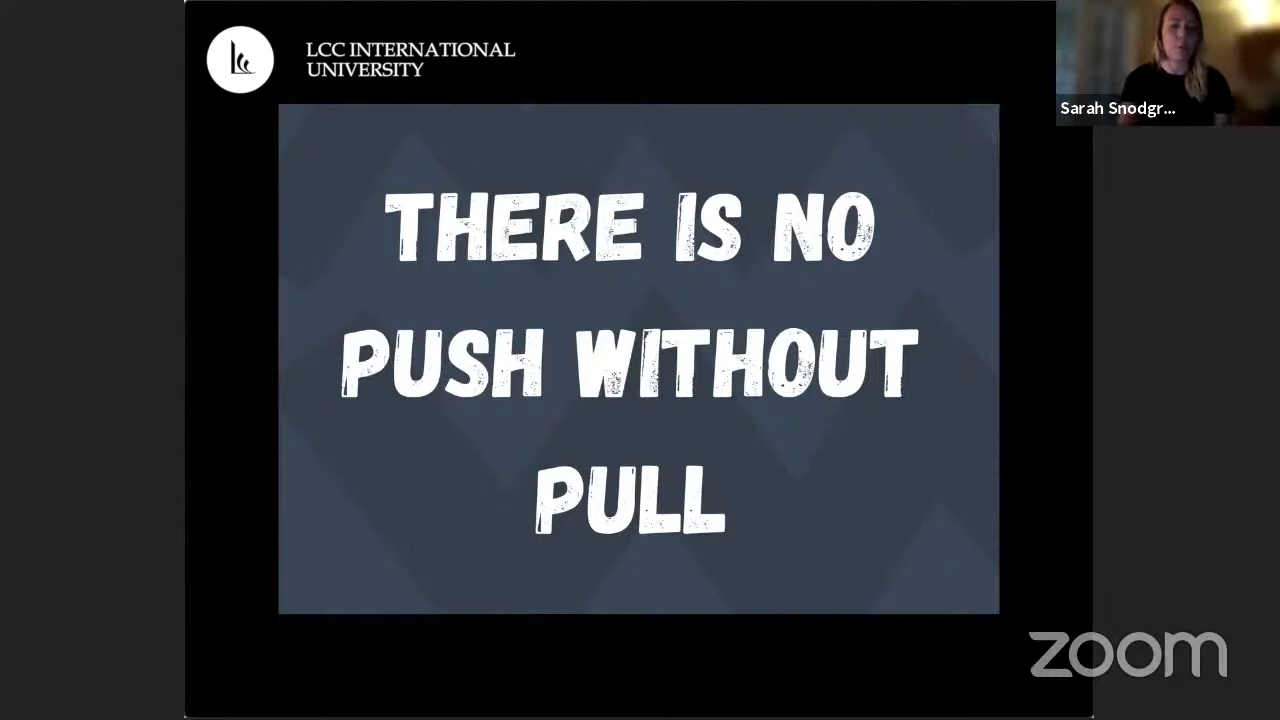 LCC INTERNATIONAL
UNIVERSITY
Sarah Snodgr...
THERE IS NO
PUSH WITHOUT
PULL
zoom